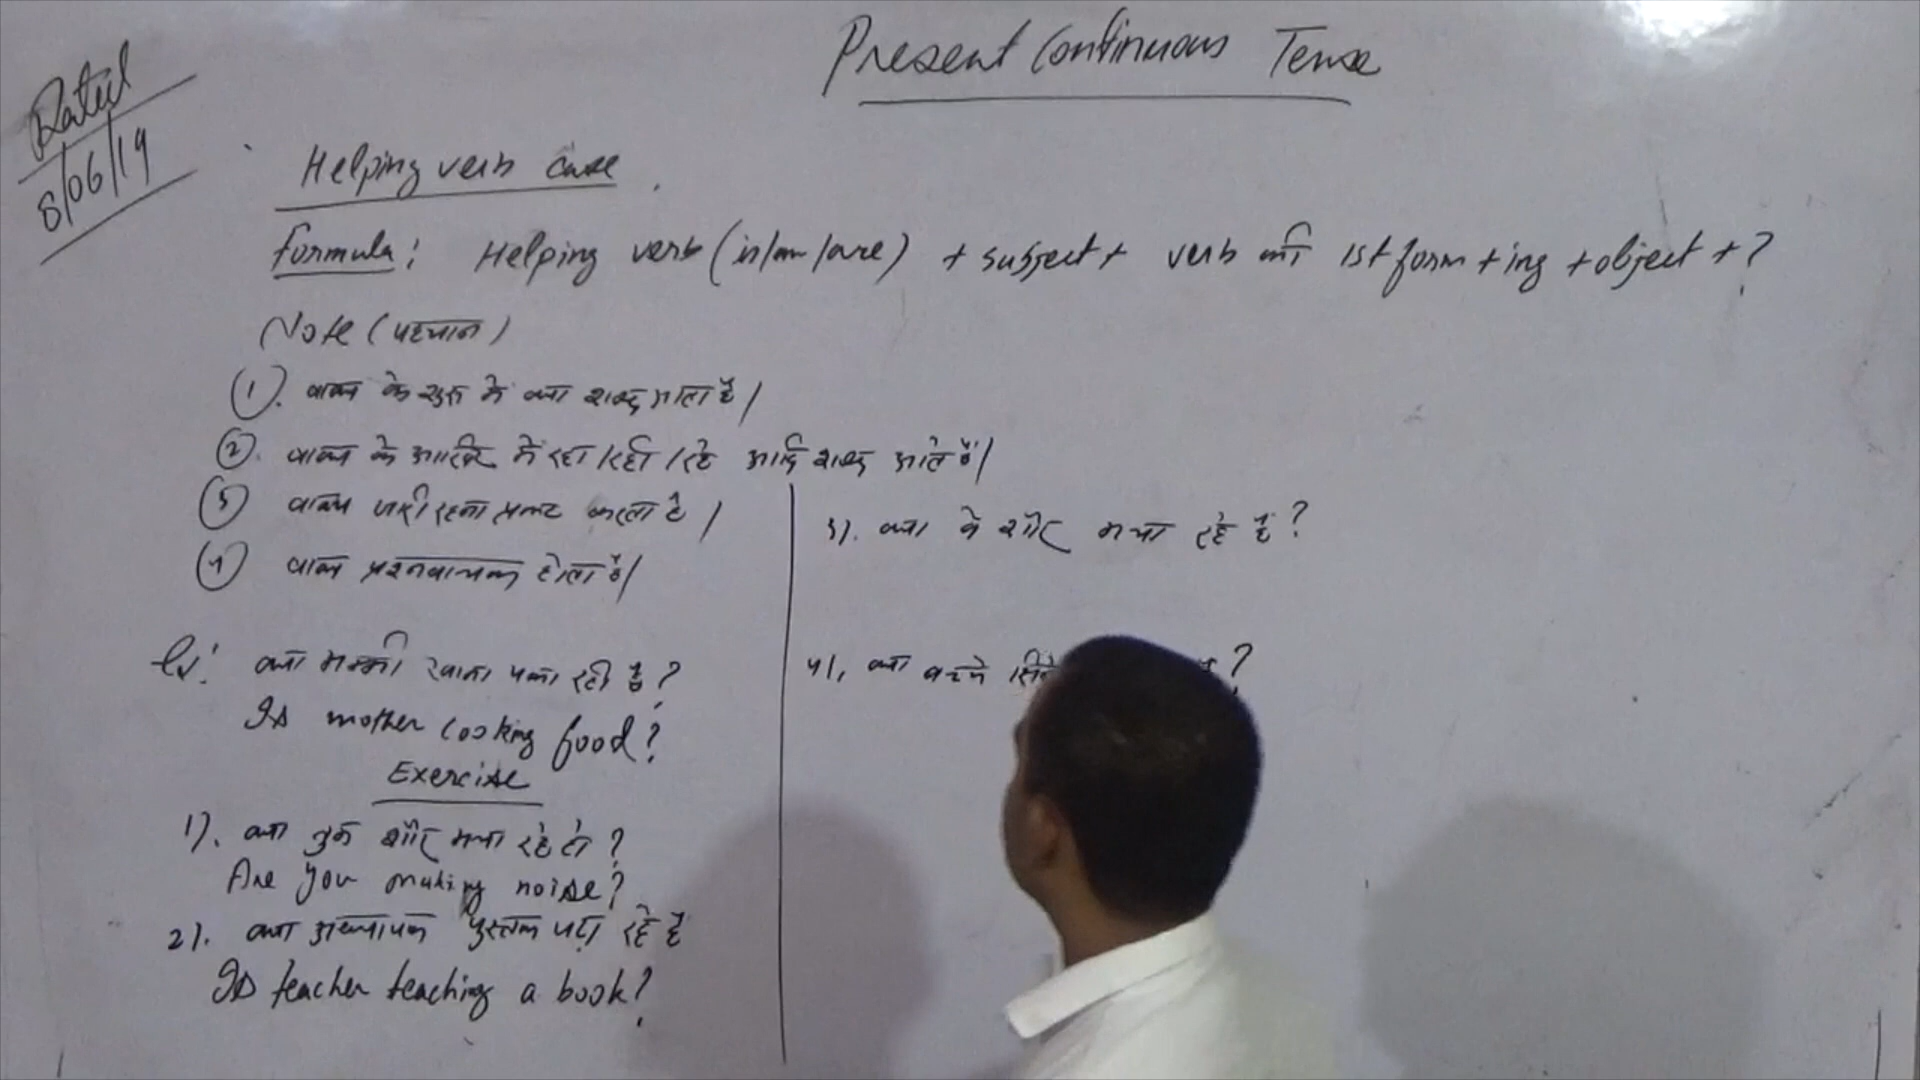 Present Continuous Tense
Dated
8/06/19
Helping verb case
Formula: Helping verb (is/am/are) + subject + verb की 1st form + ing + object + ?
Note (पहचान)
①. वाक्य के शुरु में क्या शब्द आता है।
②. वाक्य के आखिर में रहा/रही/रहे आदि शब्द आते हैं।
③ वाक्य जारी रहना प्रकट करता है।
④ वाक्य प्रश्नवाचक होता है।
Ex: क्या मम्मी खाना पका रही है?
Is mother cooking food?
Exercise
1). क्या तुम शोर मचा रहे हो?
Are you making noise?
2). क्या अध्यापक पुस्तक पढ़ा रहे हैं
Is teacher teaching a book?
3). क्या वे शोर मचा रहे हैं?
4). क्या बच्चे ?